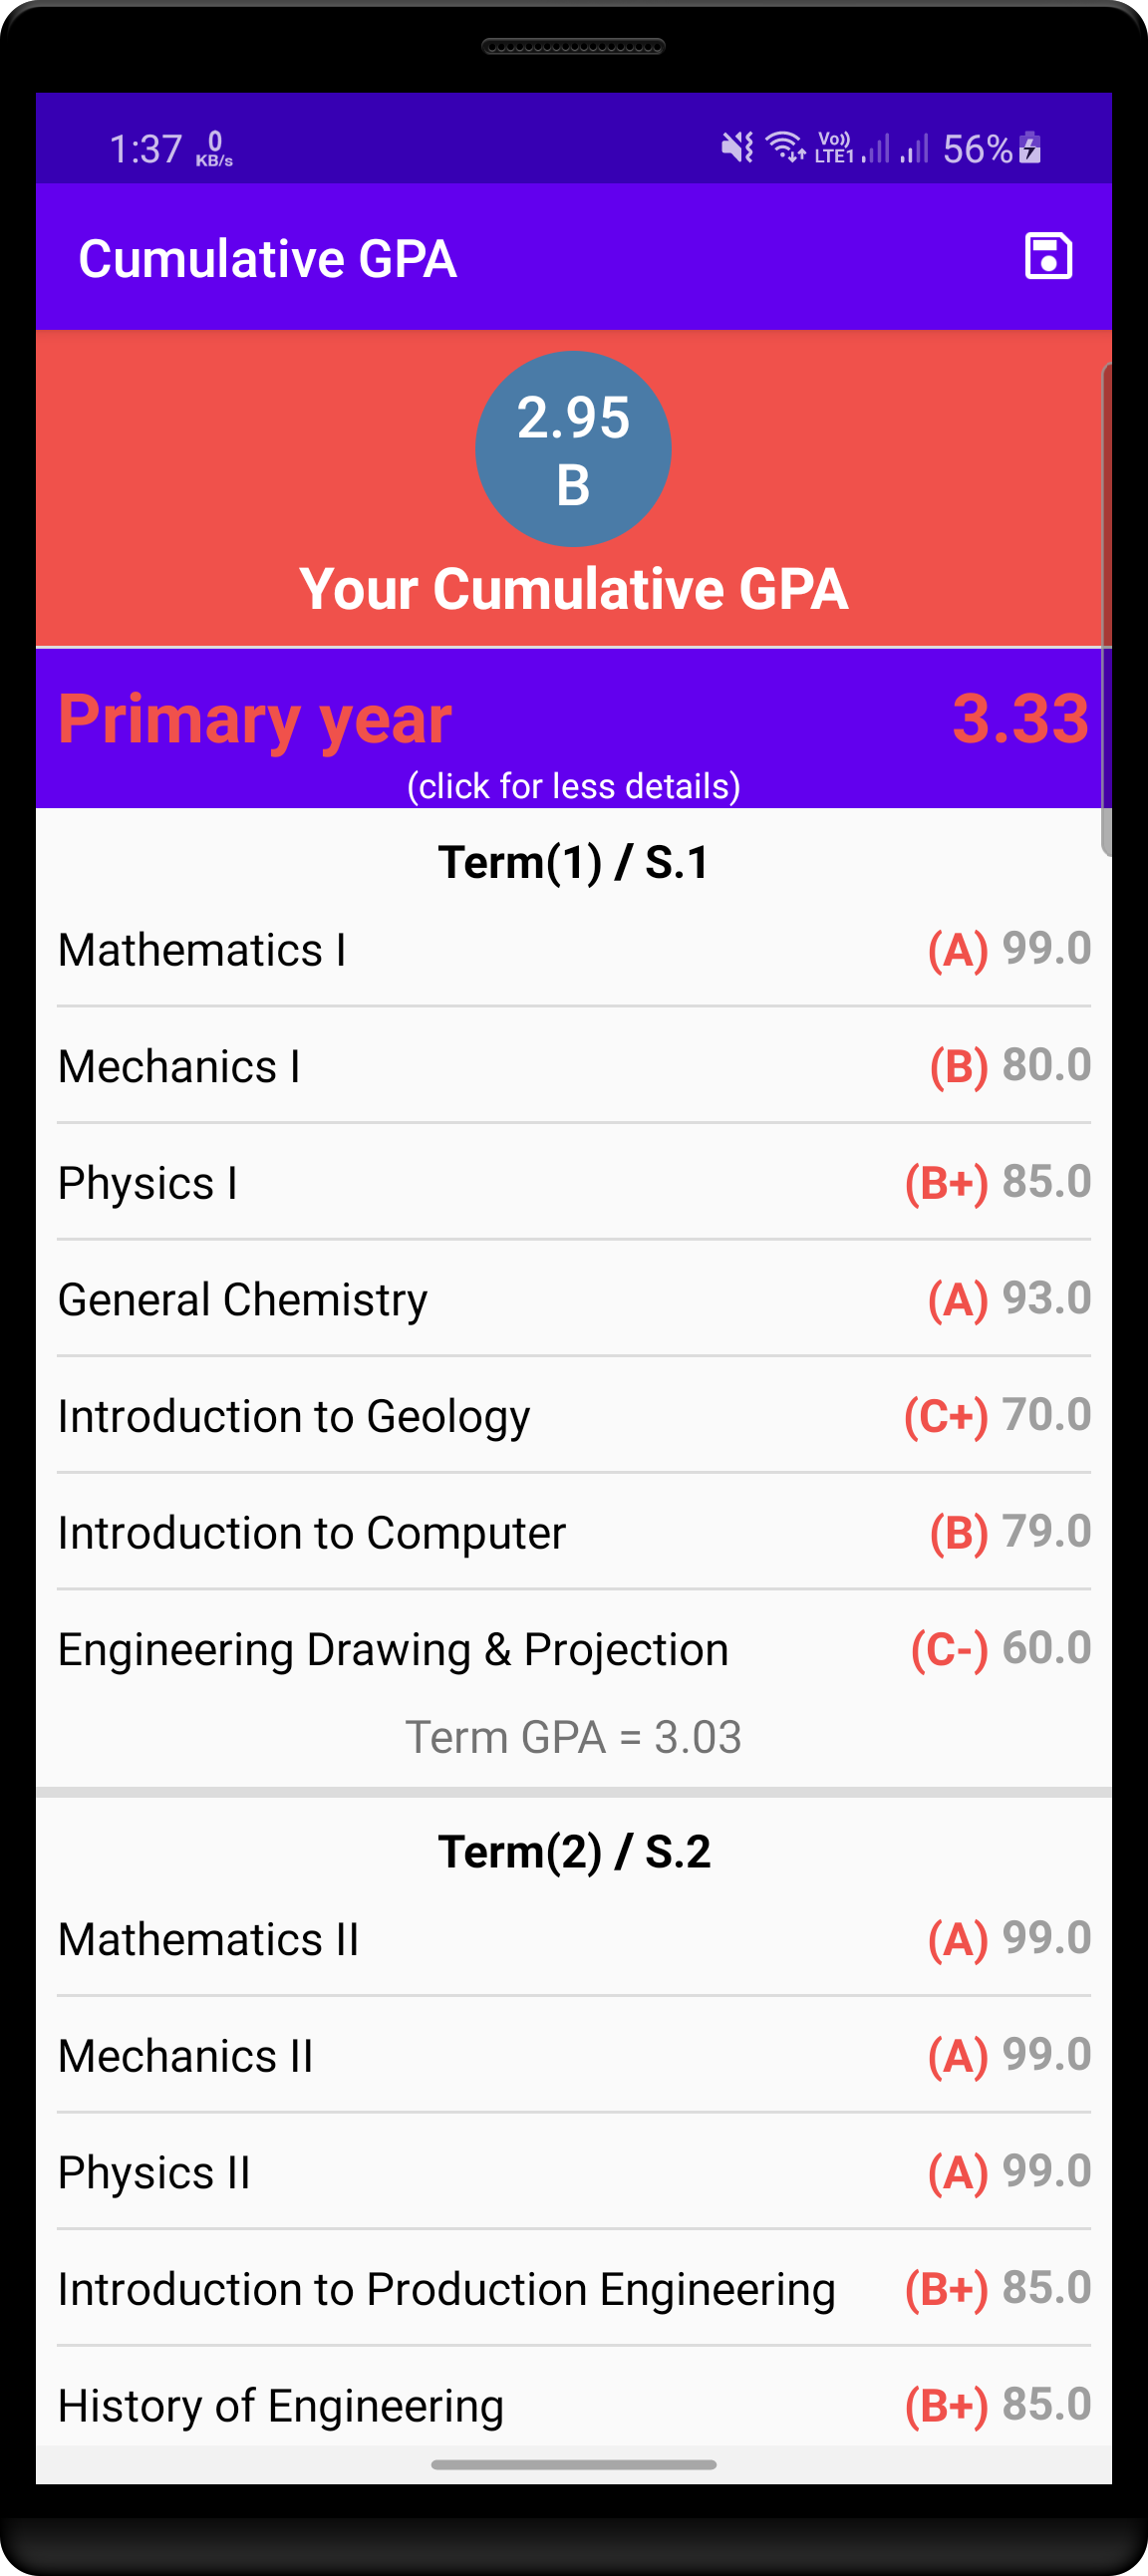 1:37 0 KB/s Vo)) LTE1 56%
Cumulative GPA
2.95
B
Your Cumulative GPA
Primary year 3.33
(click for less details)
Term(1) / S.1
Mathematics I (A) 99.0
Mechanics I (B) 80.0
Physics I (B+) 85.0
General Chemistry (A) 93.0
Introduction to Geology (C+) 70.0
Introduction to Computer (B) 79.0
Engineering Drawing & Projection (C-) 60.0
Term GPA = 3.03
Term(2) / S.2
Mathematics II (A) 99.0
Mechanics II (A) 99.0
Physics II (A) 99.0
Introduction to Production Engineering (B+) 85.0
History of Engineering (B+) 85.0